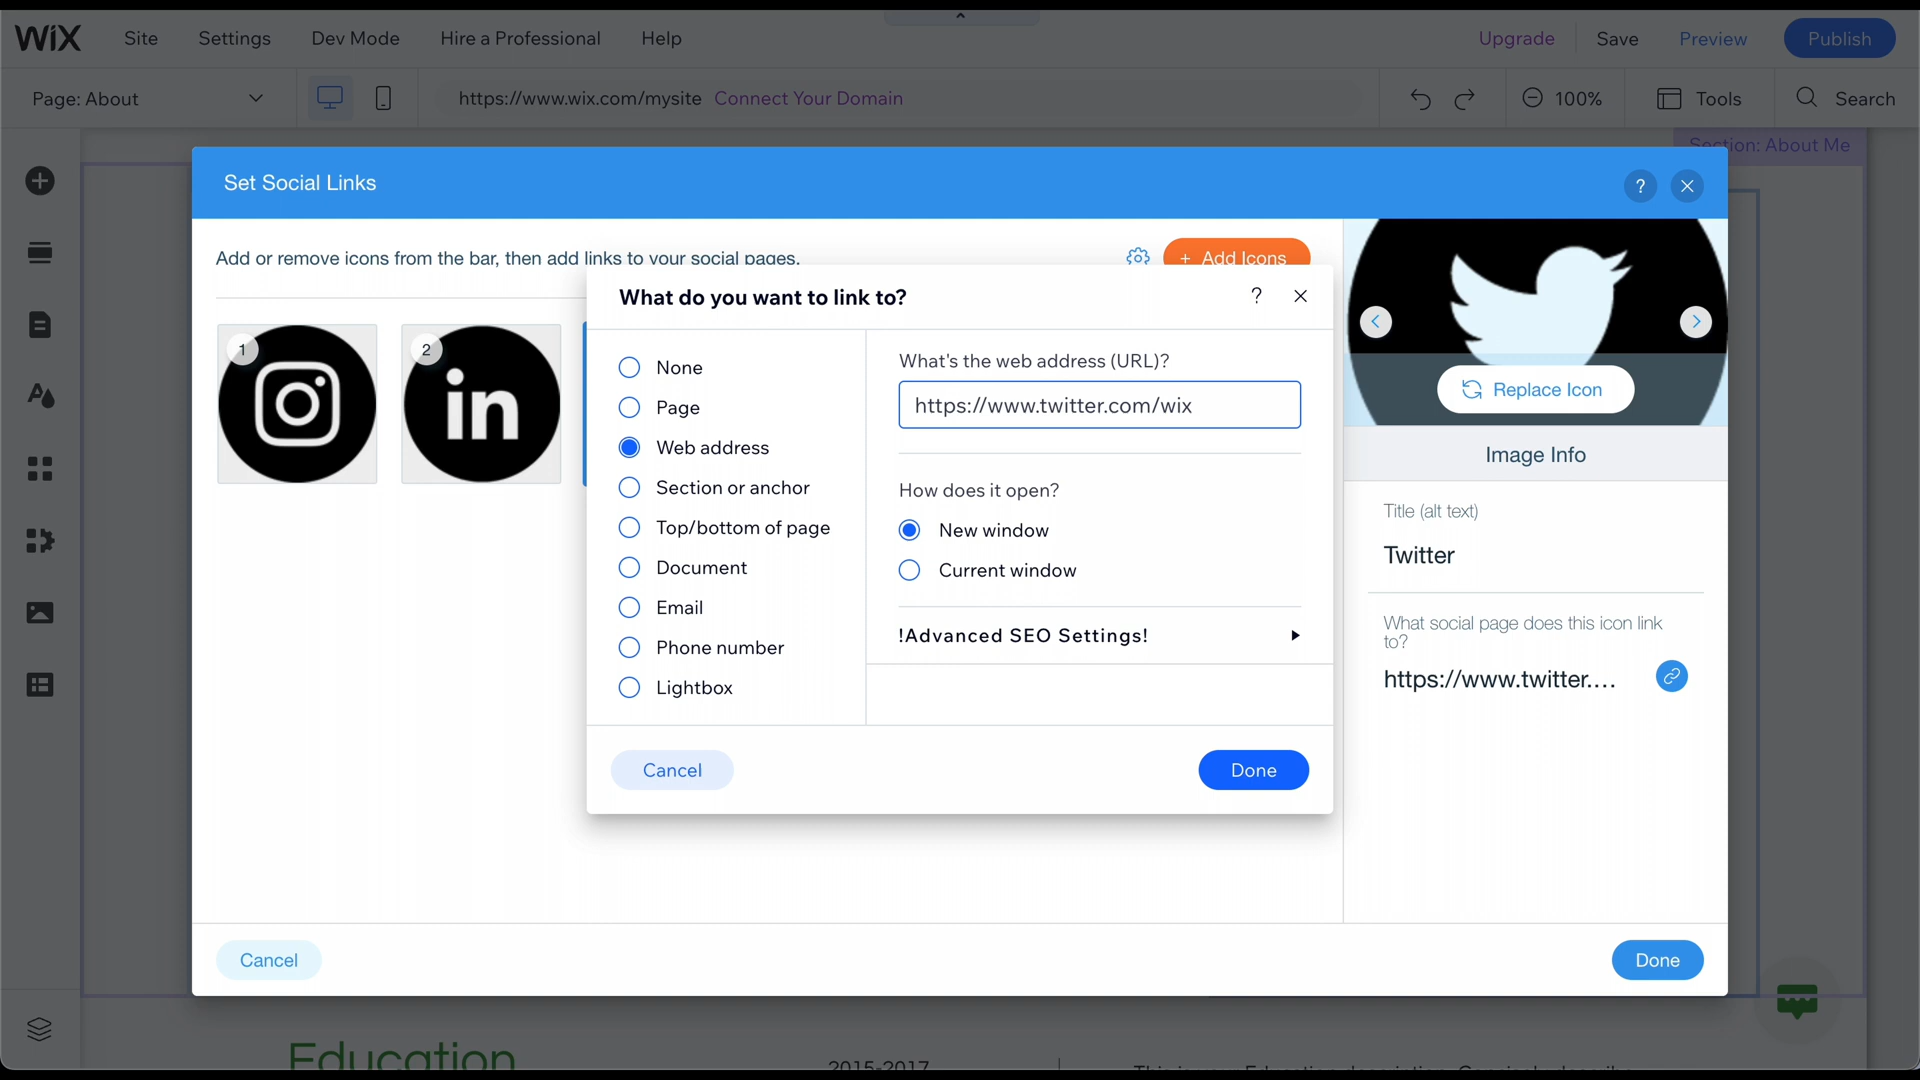 WiX Site Settings Dev Mode Hire a Professional Help Upgrade Save Preview Publish
Page: About https://www.wix.com/mysite Connect Your Domain 100% Tools Search
Section: About Me
Set Social Links ?
Add or remove icons from the bar, then add links to your social pages. + Add Icons
What do you want to link to? ?
1
2
in
None
Page
Web address
Section or anchor
Top/bottom of page
Document
Email
Phone number
Lightbox
What's the web address (URL)?
https://www.twitter.com/wix
How does it open?
New window
Current window
!Advanced SEO Settings!
Cancel Done
Replace Icon
Image Info
Title (alt text)
Twitter
What social page does this icon link
to?
https://www.twitter....
Cancel Done
Education 2015-2017